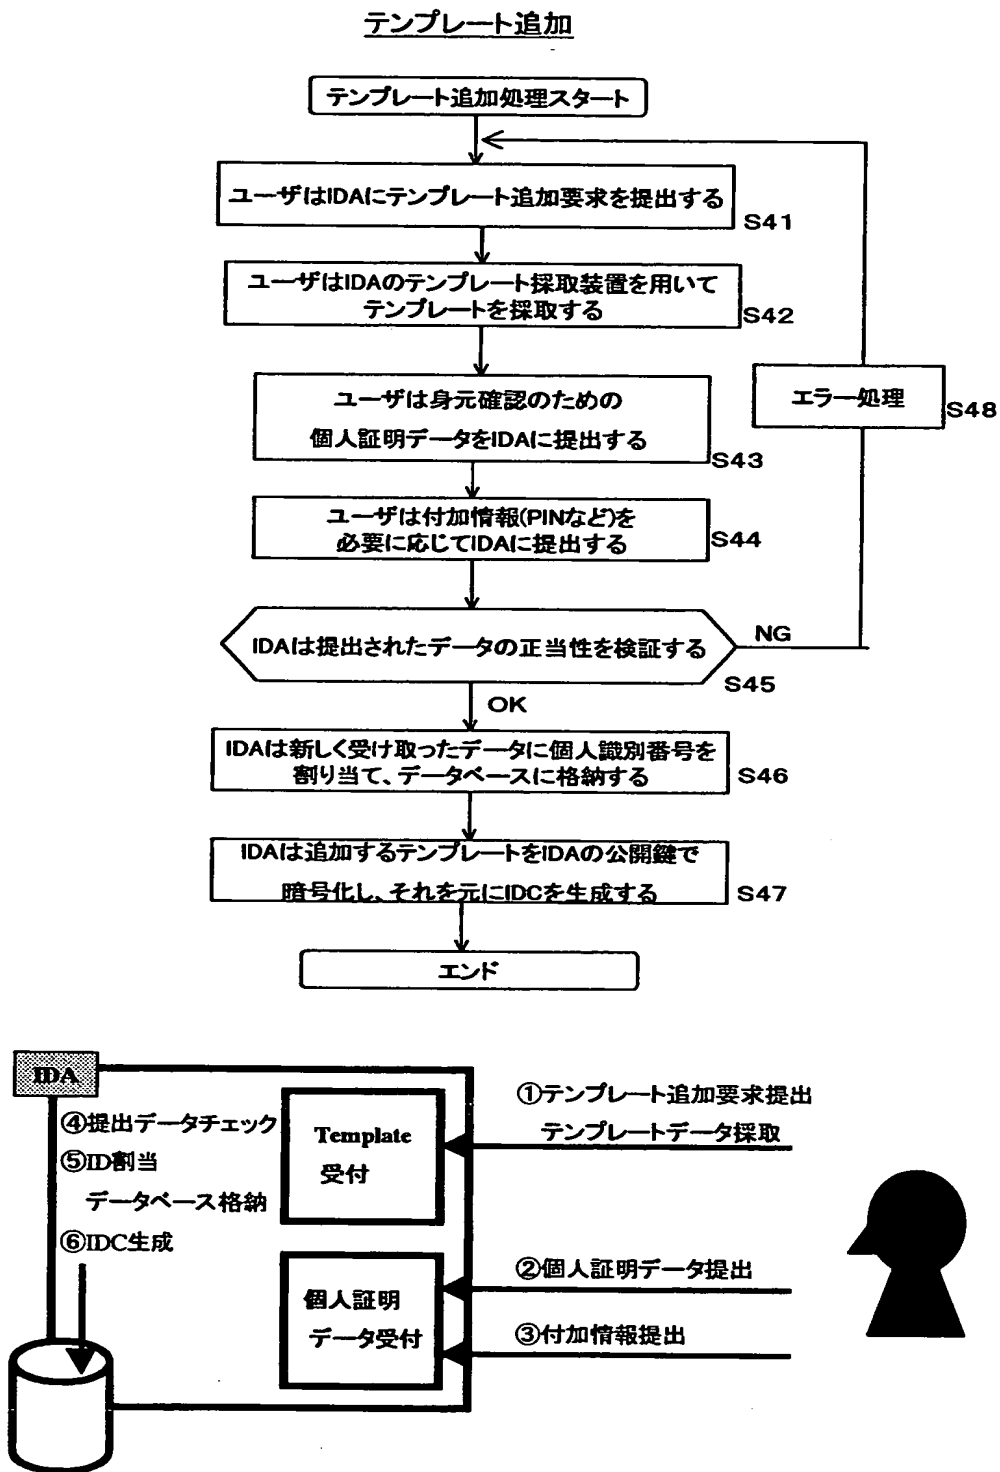 テンプレート追加
テンプレート追加処理スタート
ユーザはIDAにテンプレート追加要求を提出する
S41
ユーザはIDAのテンプレート採取装置を用いて
テンプレートを採取する
S42
ユーザは身元確認のための
個人証明データをIDAに提出する
S43
エラー処理
S48
ユーザは付加情報(PINなど)を
必要に応じてIDAに提出する
S44
IDAは提出されたデータの正当性を検証する
NG
S45
OK
IDAは新しく受け取ったデータに個人識別番号を
割り当て、データベースに格納する
S46
IDAは追加するテンプレートをIDAの公開鍵で
暗号化し、それを元にIDCを生成する
S47
エンド
IDA
④提出データチェック
⑤ID割当
データベース格納
⑥IDC生成
Template
受付
個人証明
データ受付
①テンプレート追加要求提出
テンプレートデータ採取
②個人証明データ提出
③付加情報提出